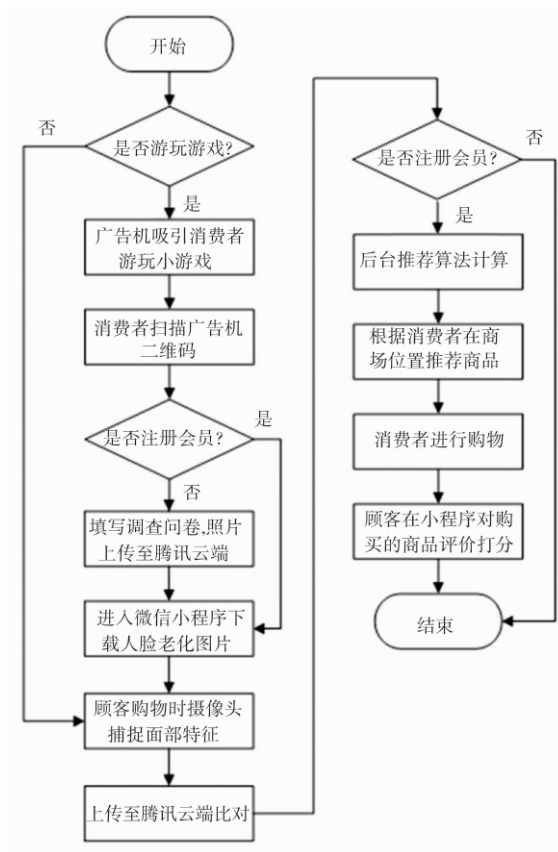 开始
否
是否游玩游戏?
是
广告机吸引消费者
游玩小游戏
消费者扫描广告机
二维码
是
是否注册会员?
否
填写调查问卷,照片
上传至腾讯云端
进入微信小程序下
载人脸老化图片
顾客购物时摄像头
捕捉面部特征
上传至腾讯云端比对
否
是否注册会员?
是
后台推荐算法计算
根据消费者在商
场位置推荐商品
消费者进行购物
顾客在小程序对购
买的商品评价打分
结束